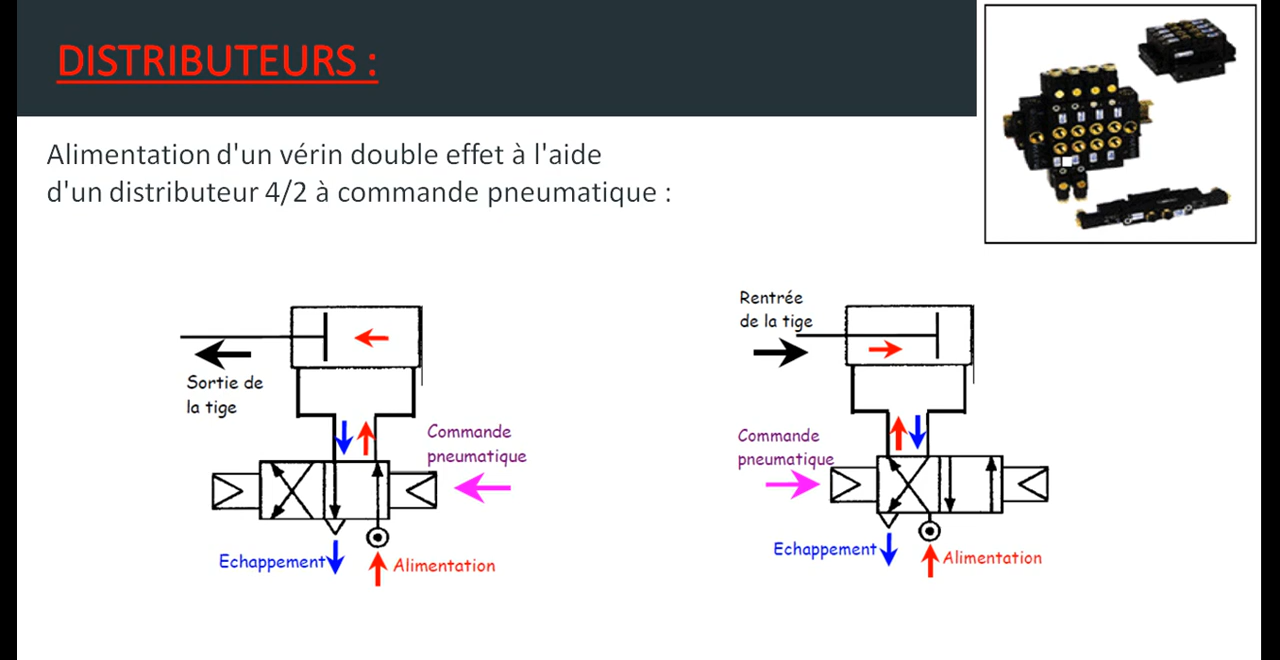 DISTRIBUTEURS :
Alimentation d'un vérin double effet à l'aide
d'un distributeur 4/2 à commande pneumatique :
Sortie de
la tige
Commande
pneumatique
Echappement
Alimentation
Rentrée
de la tige
Commande
pneumatique
Echappement
Alimentation